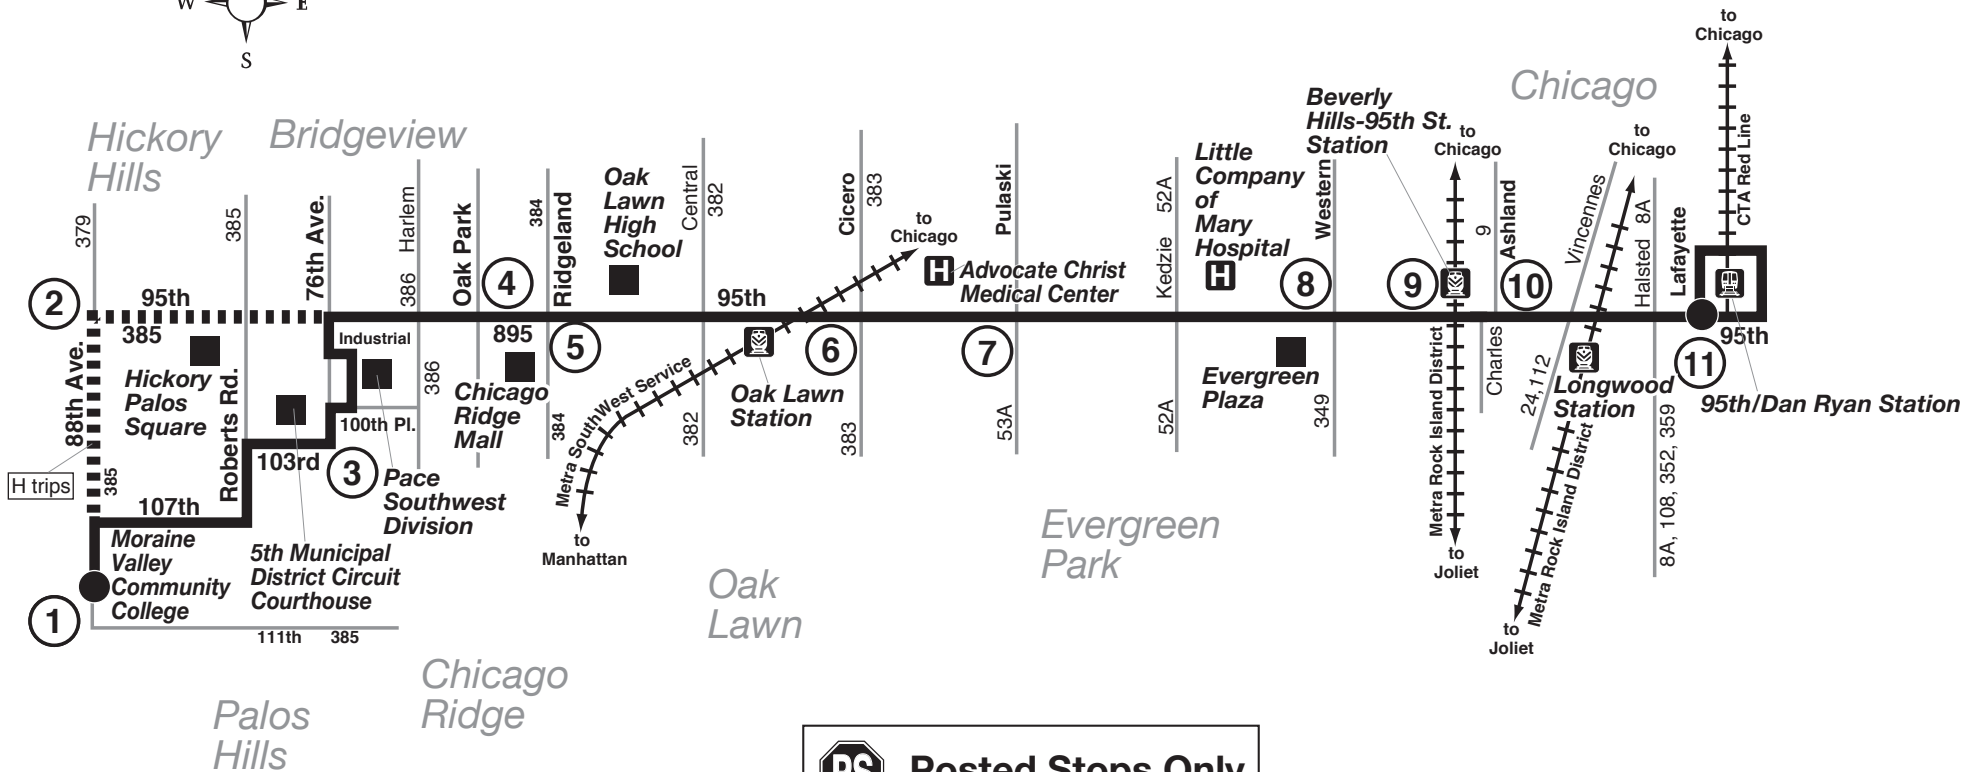 W
E
S
to
Chicago
CTA Red Line
Chicago
Hickory
Hills
Bridgeview
Beverly
Hills-95th St.
Station
to
Chicago
to
Chicago
Little
Company
of
Mary
Hospital
Oak
Lawn
High
School
379
385
76th Ave.
Harlem
386
Oak Park
384
Ridgeland
Central
382
Cicero
383
to
Chicago
Pulaski
Advocate Christ
Medical Center
H
Kedzie 52A
H
Western
9
Ashland
Vincennes
Halsted 8A
Lafayette
2
95th
385
4
895
5
95th
6
7
8
9
10
11
95th
Industrial
Hickory
Palos
Square
88th Ave.
385
H trips
Roberts Rd.
103rd
107th
100th Pl.
386
3
Chicago
Ridge
Mall
384
Metra SouthWest Service
to
Manhattan
382
Oak Lawn
Station
383
53A
52A
Evergreen
Plaza
349
Metra Rock Island District
to
Joliet
Charles
24,112
Longwood
Station
Metra Rock Island District
to
Joliet
8A, 108, 352, 359
95th/Dan Ryan Station
Pace
Southwest
Division
Moraine
Valley
Community
College
1
5th Municipal
District Circuit
Courthouse
111th 385
Evergreen
Park
Oak
Lawn
Chicago
Ridge
Palos
Hills
PS
Posted Stops Only